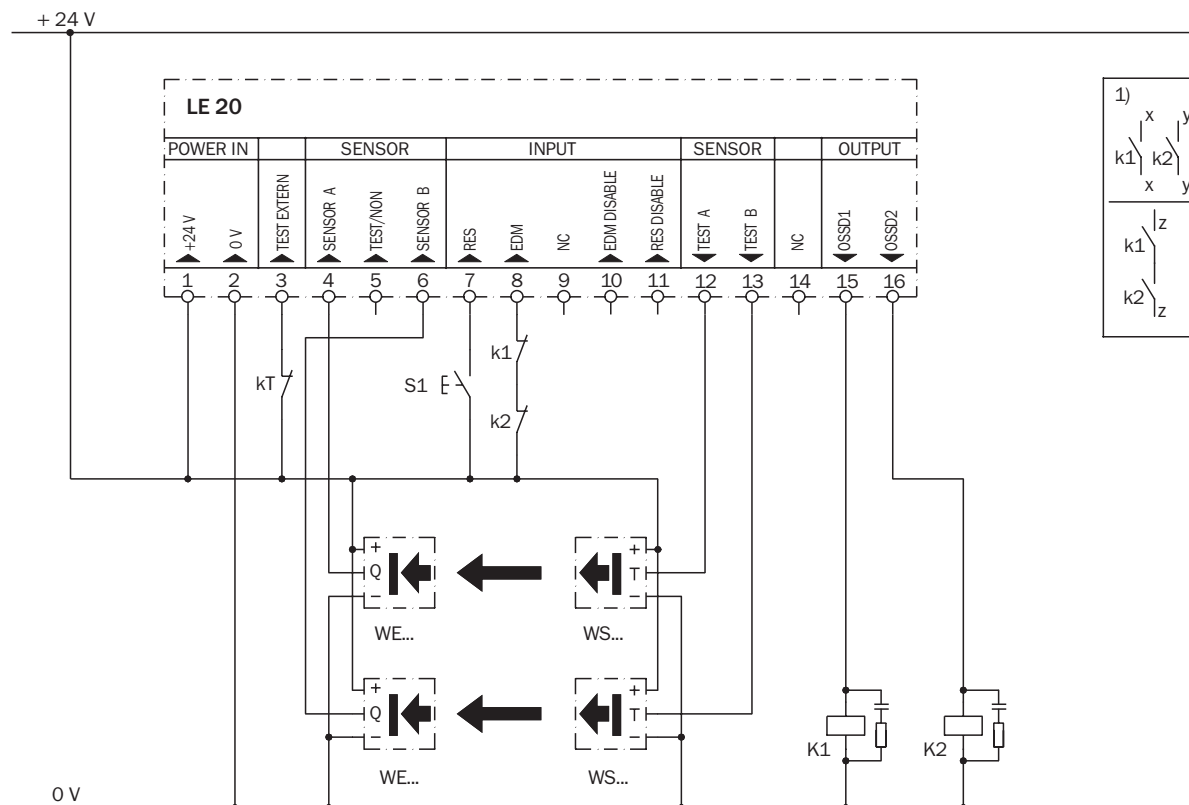 + 24 V
LE 20
POWER IN SENSOR INPUT SENSOR OUTPUT
+24 V
0 V
TEST EXTERN
SENSOR A
TEST/NON
SENSOR B
RES
EDM
NC
EDM DISABLE
RES DISABLE
TEST A
TEST B
NC
OSSD1
OSSD2
1 2 3 4 5 6 7 8 9 10 11 12 13 14 15 16
1)
x y
k1 k2
x y
z
k1
k2
z
kT
S1
k1
k2
+
Q
–
WE...
+
T
–
WS...
+
Q
–
WE...
+
T
–
WS...
K1
K2
0 V